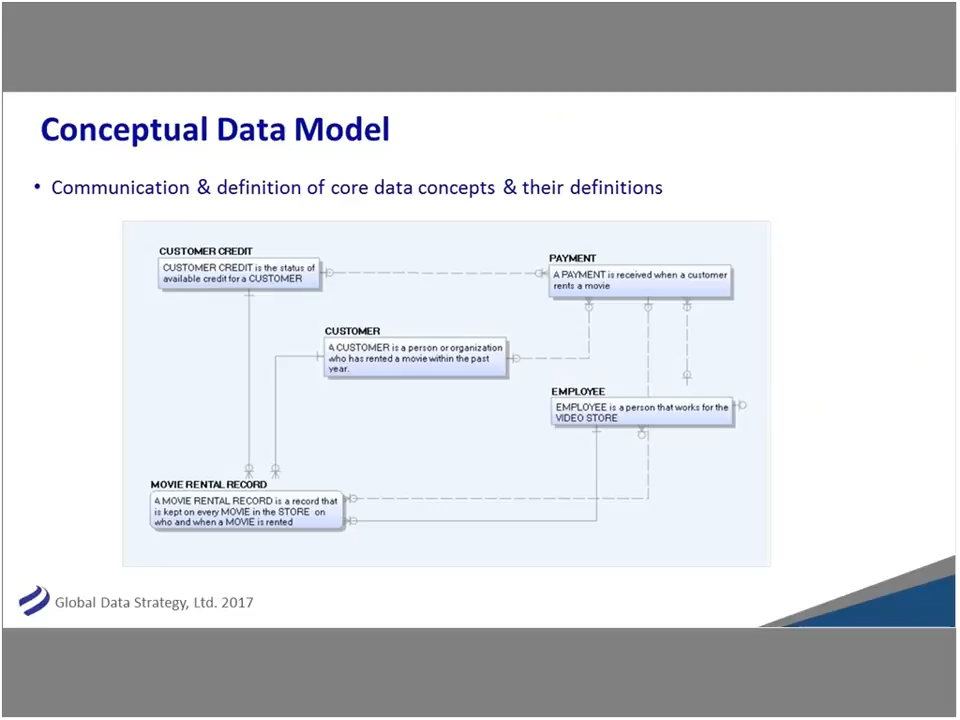 Conceptual Data Model
• Communication & definition of core data concepts & their definitions
CUSTOMER CREDIT
CUSTOMER CREDIT is the status of
available credit for a CUSTOMER
PAYMENT
A PAYMENT is received when a customer
rents a movie
CUSTOMER
A CUSTOMER is a person or organization
who has rented a movie within the past
year.
EMPLOYEE
EMPLOYEE is a person that works for the
VIDEO STORE
MOVIE RENTAL RECORD
A MOVIE RENTAL RECORD is a record that
is kept on every MOVIE in the STORE on
who and when a MOVIE is rented
Global Data Strategy, Ltd. 2017